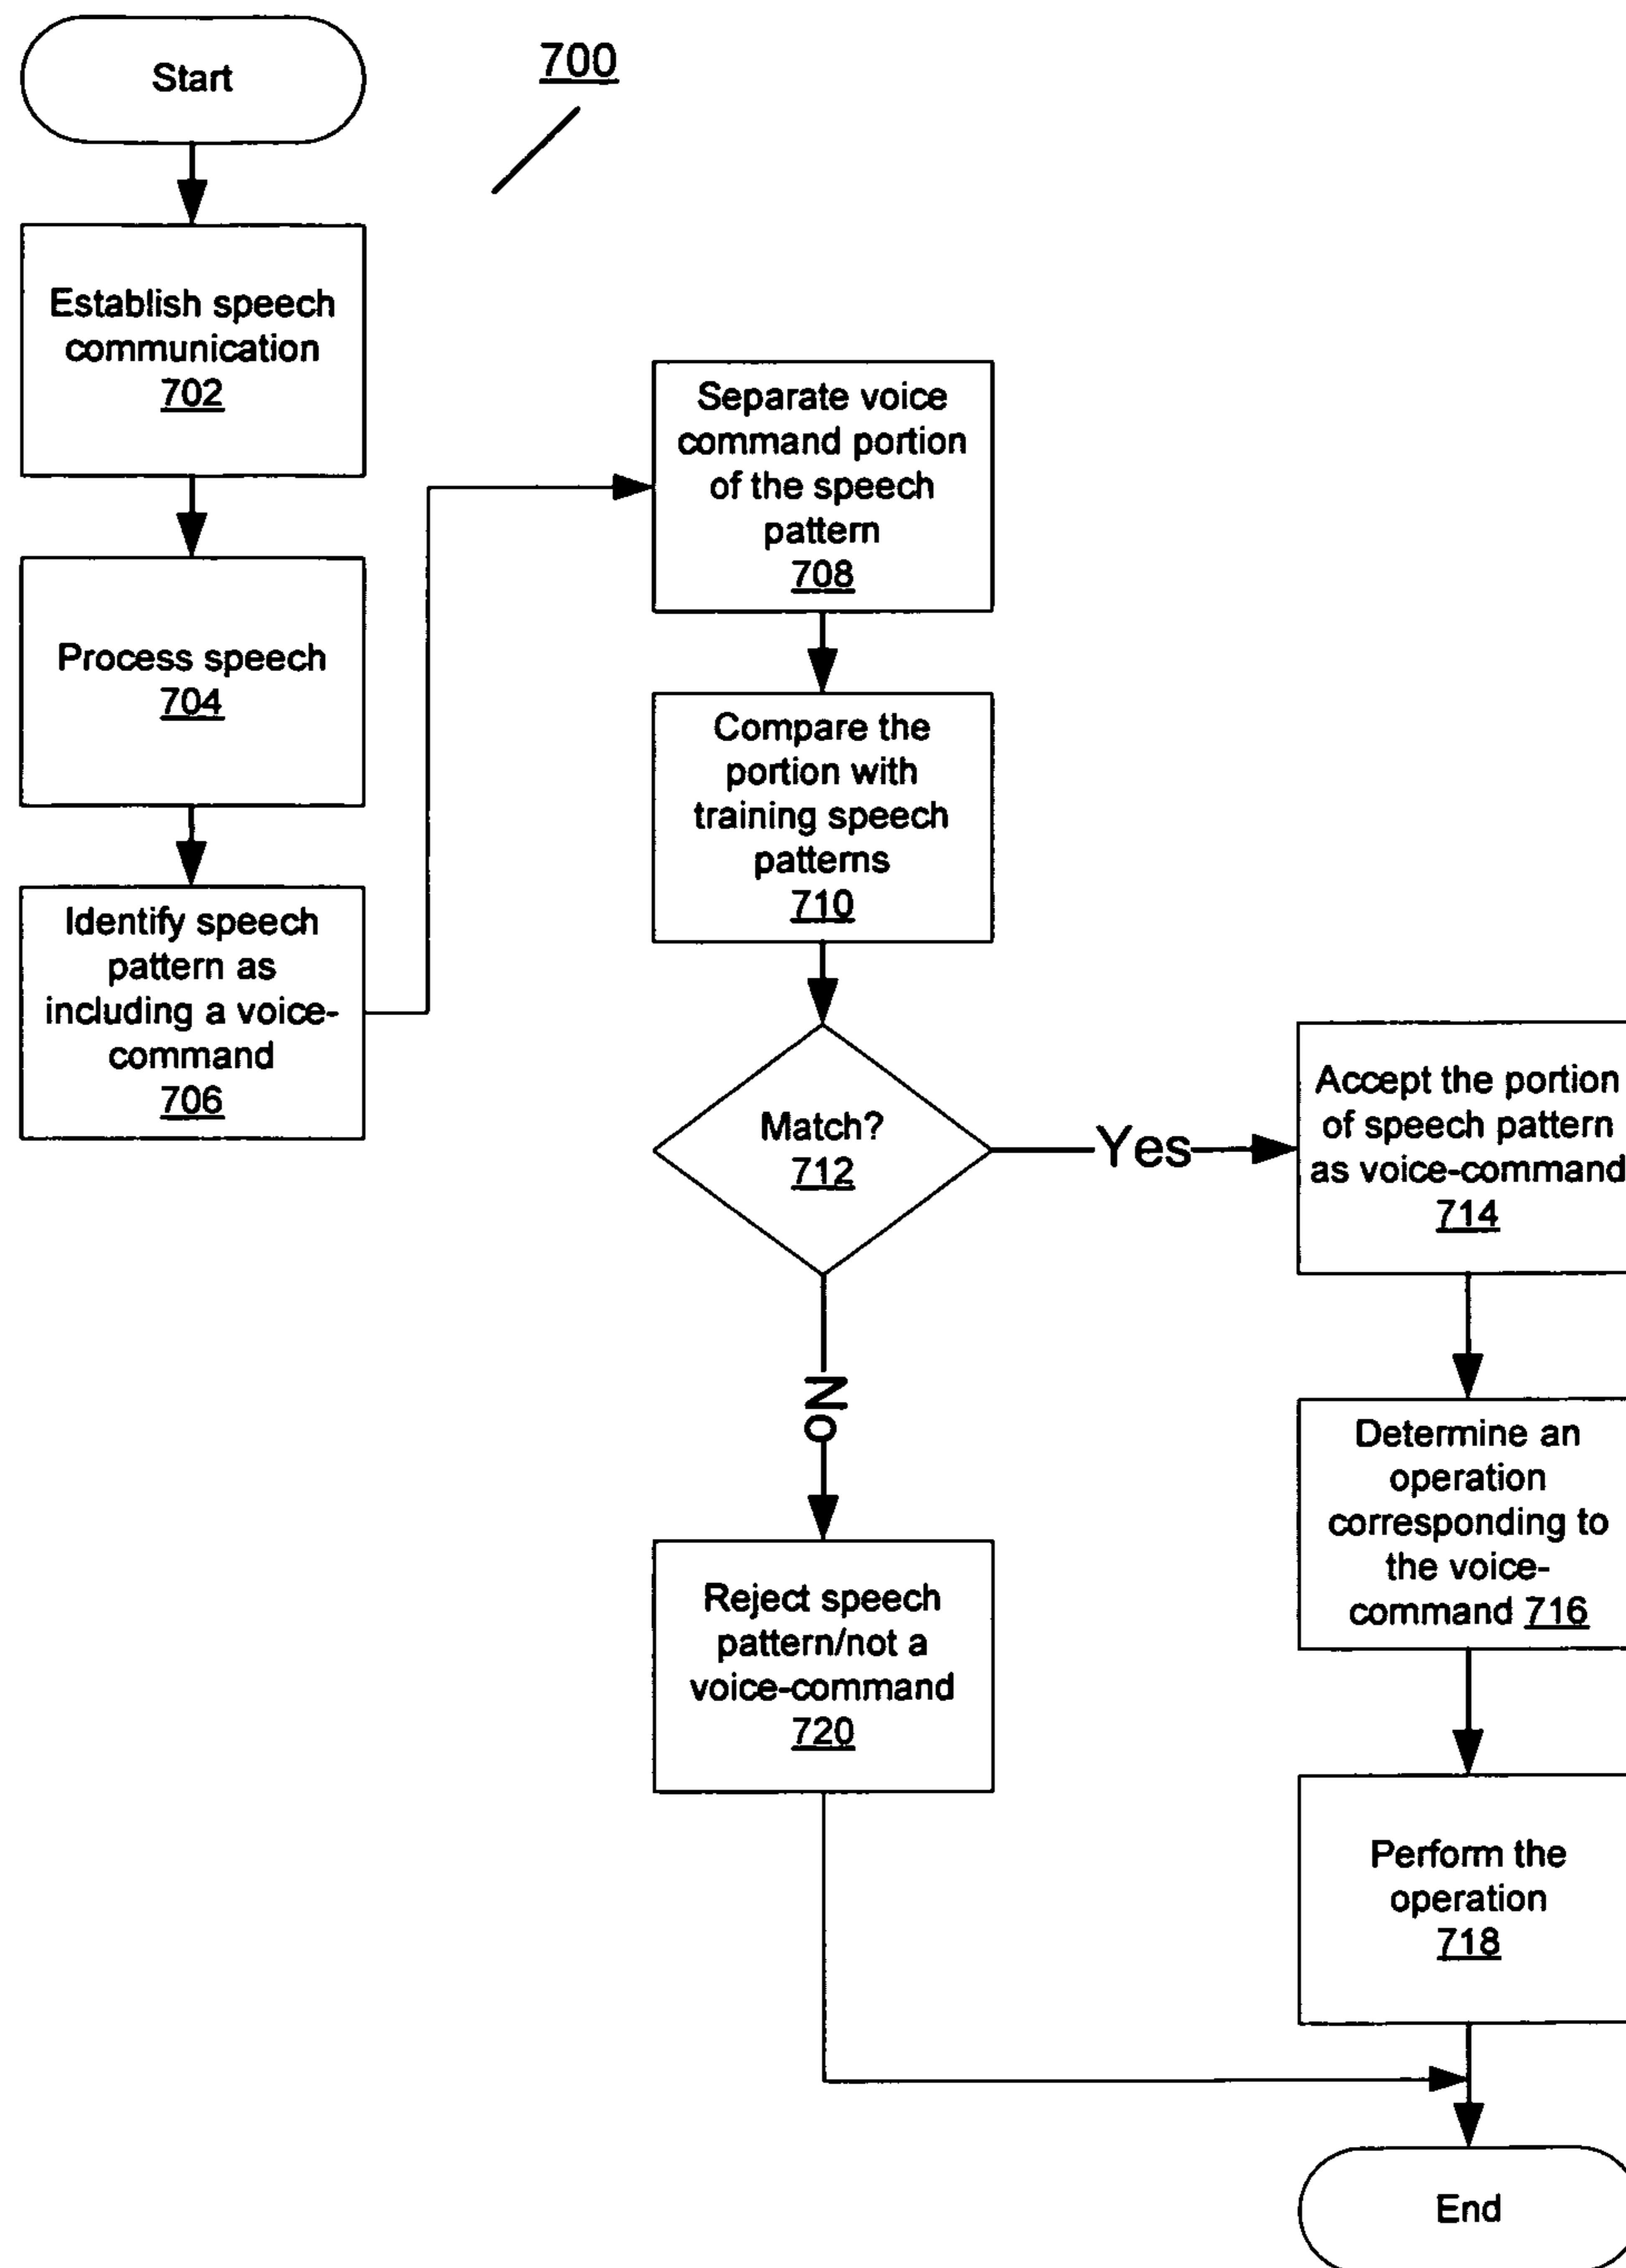 Start
700
Establish speech
communication
702
Process speech
704
Identify speech
pattern as
including a voice-
command
706
Separate voice
command portion
of the speech
pattern
708
Compare the
portion with
training speech
patterns
710
Match?
712
Yes
No
Accept the portion
of speech pattern
as voice-command
714
Determine an
operation
corresponding to
the voice-
command 716
Perform the
operation
718
Reject speech
pattern/not a
voice-command
720
End